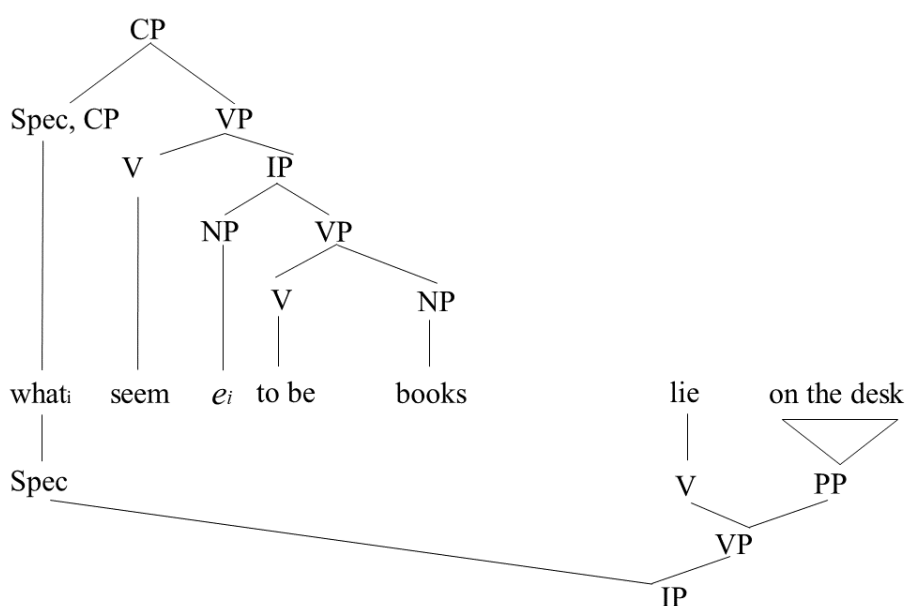 CP
Spec, CP VP
V IP
NP VP
V NP
whati seem ei to be books lie on the desk
Spec V PP
VP
IP